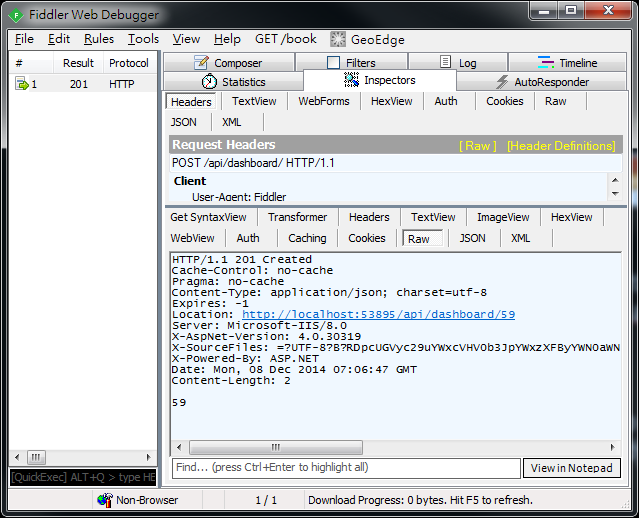 Fiddler Web Debugger
File Edit Rules Tools View Help GET /book GeoEdge
# Result Protocol
1 201 HTTP
Composer Filters Log Timeline
Statistics Inspectors AutoResponder
Headers TextView WebForms HexView Auth Cookies Raw
JSON XML
Request Headers [ Raw ] [Header Definitions]
POST /api/dashboard/ HTTP/1.1
Client
User-Agent: Fiddler
Get SyntaxView Transformer Headers TextView ImageView HexView
WebView Auth Caching Cookies Raw JSON XML
HTTP/1.1 201 Created
Cache-Control: no-cache
Pragma: no-cache
Content-Type: application/json; charset=utf-8
Expires: -1
Location: http://localhost:53895/api/dashboard/59
Server: Microsoft-IIS/8.0
X-AspNet-Version: 4.0.30319
X-SourceFiles: =?UTF-8?B?RDpcUGVyc29uYWxcVHV0b3JpYWxzXFByYWN0aWN
X-Powered-By: ASP.NET
Date: Mon, 08 Dec 2014 07:06:47 GMT
Content-Length: 2
59
Find... (press Ctrl+Enter to highlight all) View in Notepad
[QuickExec] ALT+Q > type HE
Non-Browser 1 / 1 Download Progress: 0 bytes. Hit F5 to refresh.